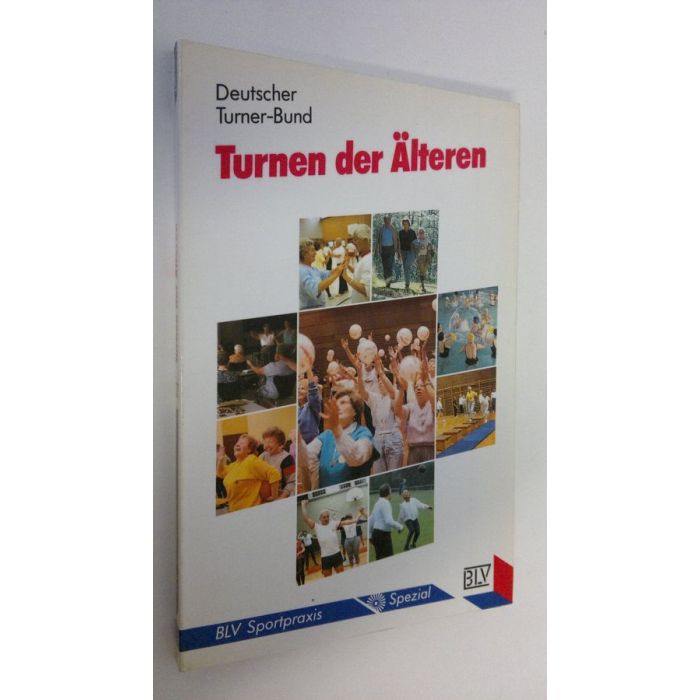 Deutscher
Turner-Bund
Turnen der Älteren
BLV
BLV Sportpraxis Spezial